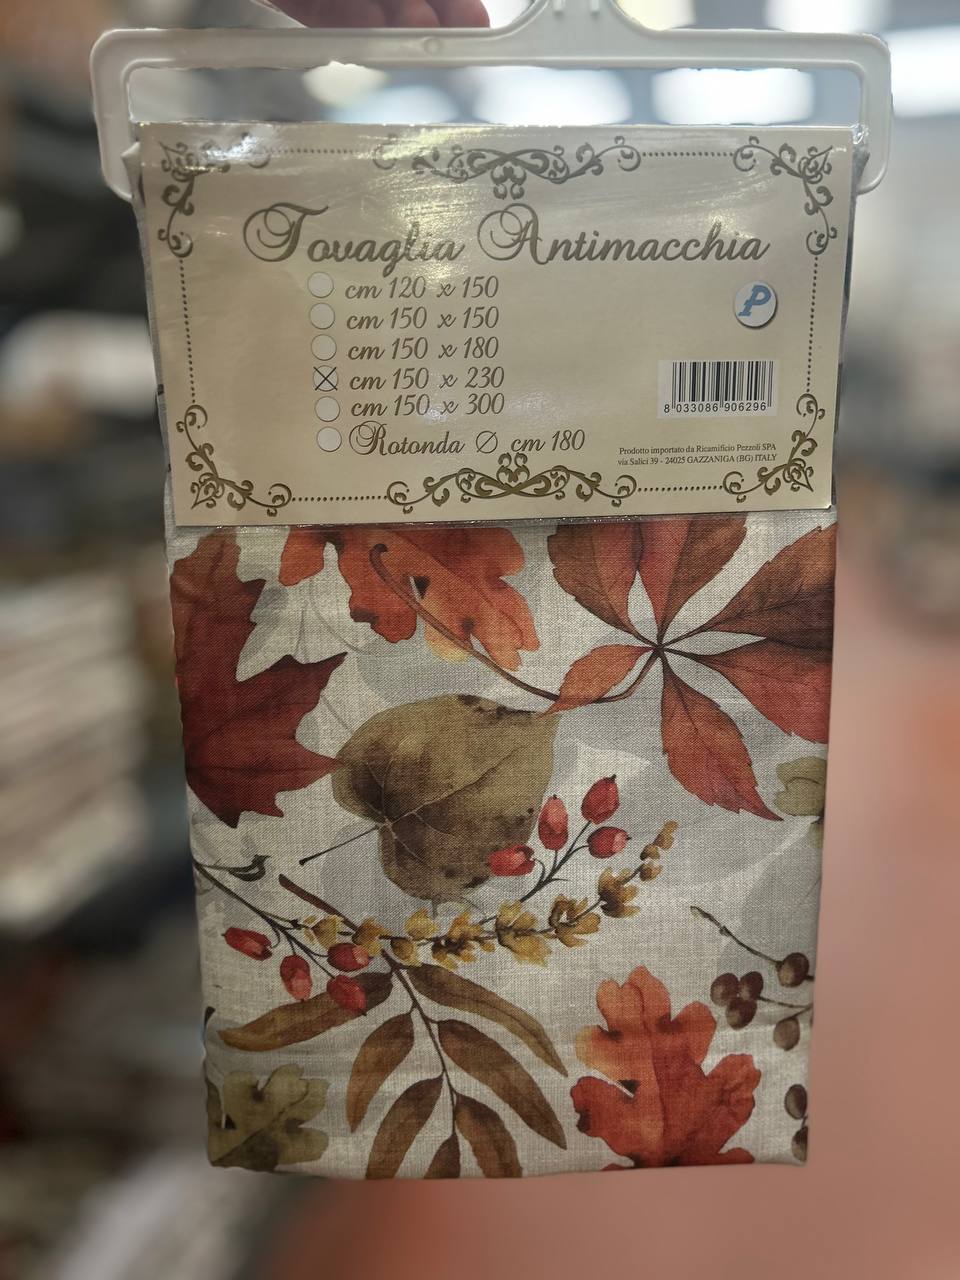 Tovaglia Antimacchia
cm 120 x 150
cm 150 x 150
cm 150 x 180
cm 150 x 230
cm 150 x 300
Rotonda Ø cm 180
P
8 033086 906296
Prodotto importato da Ricamificio Pezzoli SPA
via Salici 39 - 24025 GAZZANIGA (BG) ITALY